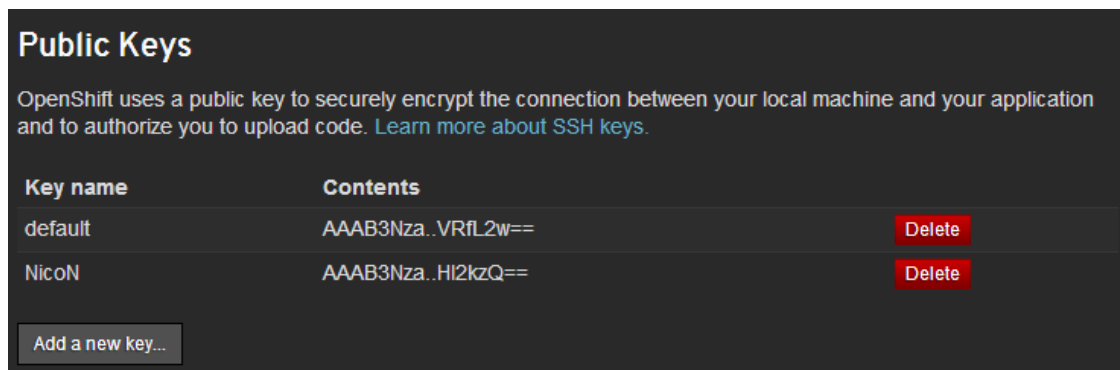 Public Keys
OpenShift uses a public key to securely encrypt the connection between your local machine and your application
and to authorize you to upload code. Learn more about SSH keys.
Key name Contents
default AAAB3Nza..VRfL2w== Delete
NicoN AAAB3Nza..Hl2kzQ== Delete
Add a new key...